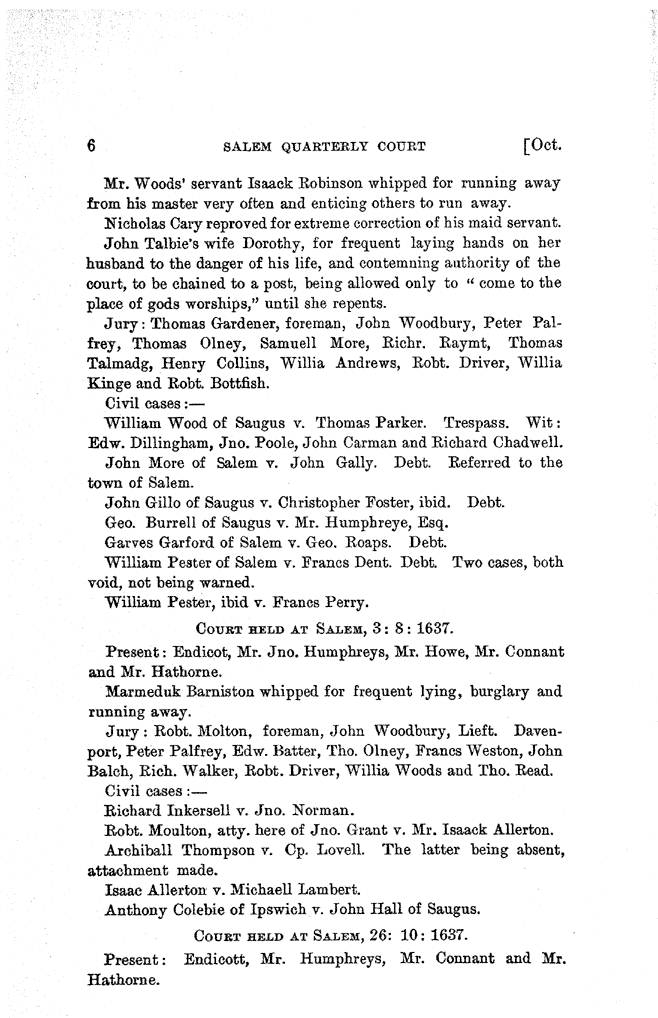 6 SALEM QUARTERLY COURT [Oct.
Mr. Woods' servant Isaack Robinson whipped for running away
from his master very often and enticing others to run away.
Nicholas Cary reproved for extreme correction of his maid servant.
John Talbie's wife Dorothy, for frequent laying hands on her
husband to the danger of his life, and contemning authority of the
court, to be chained to a post, being allowed only to " come to the
place of gods worships," until she repents.
Jury: Thomas Gardener, foreman, John Woodbury, Peter Pal-
frey, Thomas Olney, Samuell More, Richr. Raymt, Thomas
Talmadg, Henry Collins, Willia Andrews, Robt. Driver, Willia
Kinge and Robt. Bottfish.
Civil cases:—
William Wood of Saugus v. Thomas Parker. Trespass. Wit:
Edw. Dillingham, Jno. Poole, John Carman and Richard Chadwell.
John More of Salem v. John Gally. Debt. Referred to the
town of Salem.
John Gillo of Saugus v. Christopher Foster, ibid. Debt.
Geo. Burrell of Saugus v. Mr. Humphreye, Esq.
Garves Garford of Salem v. Geo. Roaps. Debt.
William Pester of Salem v. Francs Dent. Debt. Two cases, both
void, not being warned.
William Pester, ibid v. Francs Perry.
COURT HELD AT SALEM, 3: 8: 1637.
Present: Endicot, Mr. Jno. Humphreys, Mr. Howe, Mr. Connant
and Mr. Hathorne.
Marmeduk Barniston whipped for frequent lying, burglary and
running away.
Jury: Robt. Molton, foreman, John Woodbury, Lieft. Daven-
port, Peter Palfrey, Edw. Batter, Tho. Olney, Francs Weston, John
Balch, Rich. Walker, Robt. Driver, Willia Woods and Tho. Read.
Civil cases:—
Richard Inkersell v. Jno. Norman.
Robt. Moulton, atty. here of Jno. Grant v. Mr. Isaack Allerton.
Archiball Thompson v. Cp. Lovell. The latter being absent,
attachment made.
Isaac Allerton v. Michaell Lambert.
Anthony Colebie of Ipswich v. John Hall of Saugus.
COURT HELD AT SALEM, 26: 10: 1637.
Present: Endicott, Mr. Humphreys, Mr. Connant and Mr.
Hathorne.